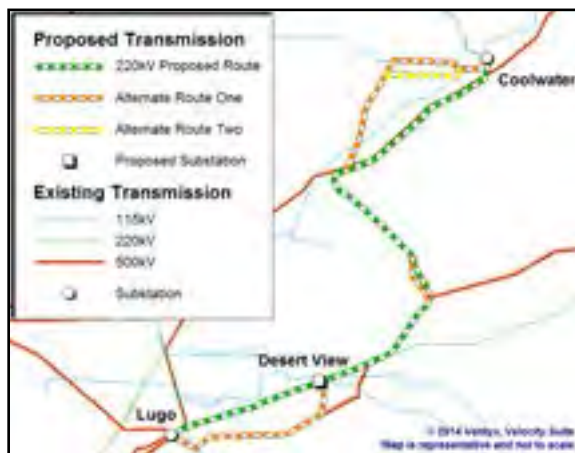 Proposed Transmission
220kV Proposed Route
Alternate Route One
Alternate Route Two
Proposed Substation
Existing Transmission
115kV
220kV
500kV
Substation
Coolwater
Desert View
Lugo
© 2014 Ventyx, Velocity Suite
Map is representative and not to scale